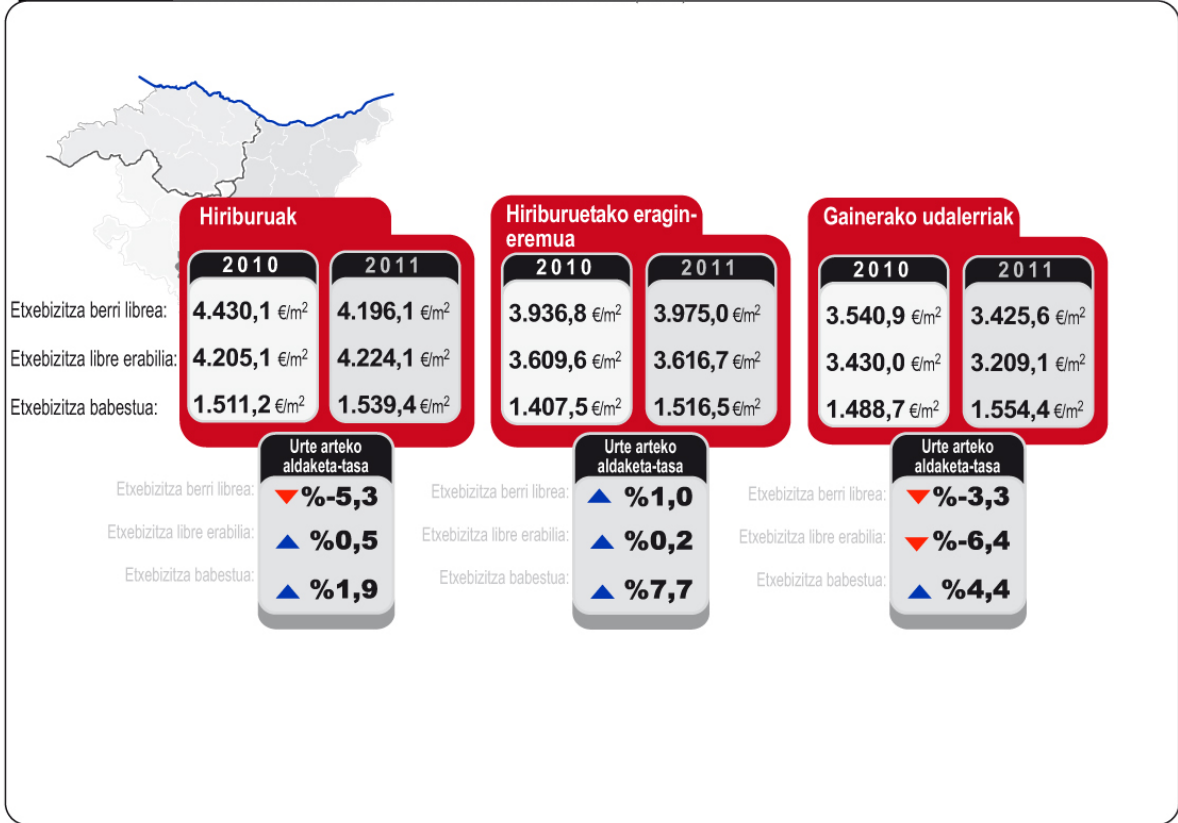 Hiriburuak
2010 2011
Etxebizitza berri librea: 4.430,1 €/m² 4.196,1 €/m²
Etxebizitza libre erabilia: 4.205,1 €/m² 4.224,1 €/m²
Etxebizitza babestua: 1.511,2 €/m² 1.539,4 €/m²
Urte arteko
aldaketa-tasa
Etxebizitza berri librea: %-5,3
Etxebizitza libre erabilia: %0,5
Etxebizitza babestua: %1,9
Hiriburuetako eragin-
eremua
2010 2011
3.936,8 €/m² 3.975,0 €/m²
3.609,6 €/m² 3.616,7 €/m²
1.407,5 €/m² 1.516,5 €/m²
Urte arteko
aldaketa-tasa
Etxebizitza berri librea: %1,0
Etxebizitza libre erabilia: %0,2
Etxebizitza babestua: %7,7
Gainerako udalerriak
2010 2011
3.540,9 €/m² 3.425,6 €/m²
3.430,0 €/m² 3.209,1 €/m²
1.488,7 €/m² 1.554,4 €/m²
Urte arteko
aldaketa-tasa
Etxebizitza berri librea: %-3,3
Etxebizitza libre erabilia: %-6,4
Etxebizitza babestua: %4,4